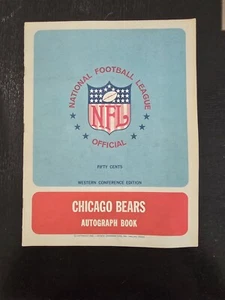 NATIONAL FOOTBALL LEAGUE
NFL
OFFICIAL
FIFTY CENTS
WESTERN CONFERENCE EDITION
CHICAGO BEARS
AUTOGRAPH BOOK